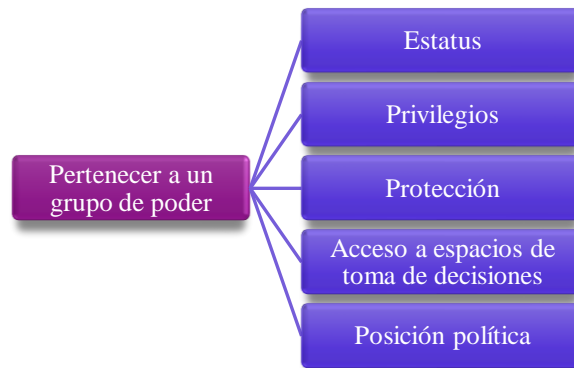 Pertenecer a un
grupo de poder
Estatus
Privilegios
Protección
Acceso a espacios de
toma de decisiones
Posición política